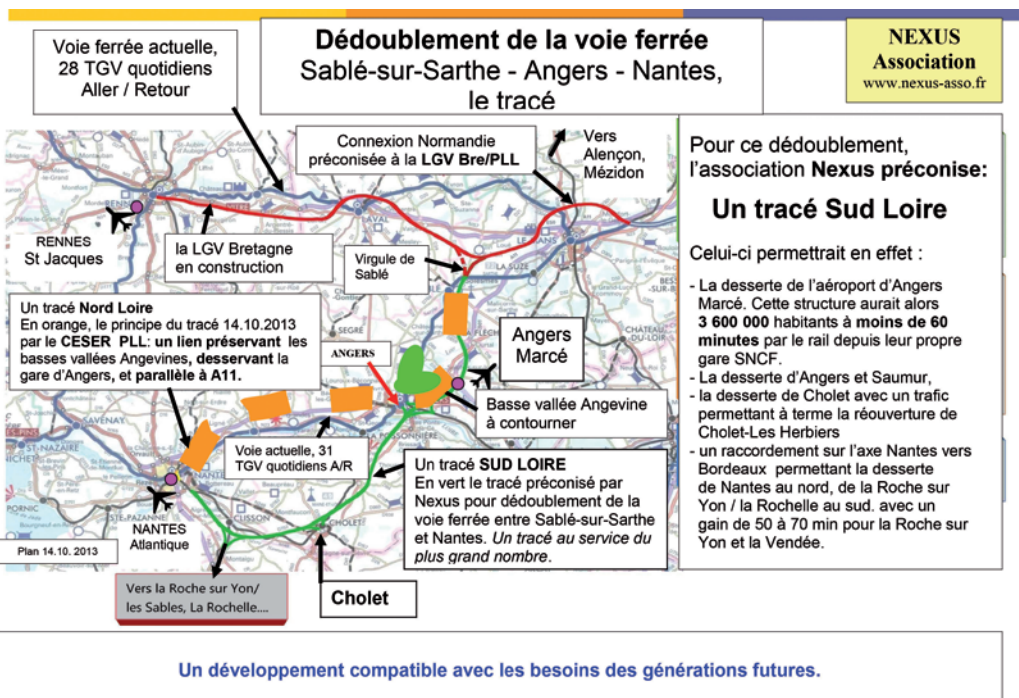 Voie ferrée actuelle,
28 TGV quotidiens
Aller / Retour
Dédoublement de la voie ferrée
Sablé-sur-Sarthe - Angers - Nantes,
le tracé
NEXUS
Association
www.nexus-asso.fr
Connexion Normandie
préconisée à la LGV Bre/PLL
Vers
Alençon,
Mézidon
RENNES
St Jacques
la LGV Bretagne
en construction
Virgule de
Sablé
LAVAL
LA SUZE
SEGRÉ
Un tracé Nord Loire
En orange, le principe du tracé 14.10.2013
par le CESER PLL: un lien préservant les
basses vallées Angevines, desservant la
gare d'Angers, et parallèle à A11.
ANGERS
Angers
Marcé
Basse vallée Angevine
à contourner
SAVENAY
ST-NAZAIRE
PORNIC
STE-PAZANNE
CLISSON
CHOLET
Voie actuelle, 31
TGV quotidiens A/R
Un tracé SUD LOIRE
En vert le tracé préconisé par
Nexus pour dédoublement de la
voie ferrée entre Sablé-sur-Sarthe
et Nantes. Un tracé au service du
plus grand nombre.
NANTES
Atlantique
Plan 14.10. 2013
Vers la Roche sur Yon/
les Sables, La Rochelle....
Cholet
Pour ce dédoublement,
l'association Nexus préconise:
Un tracé Sud Loire
Celui-ci permettrait en effet :
- La desserte de l'aéroport d'Angers
Marcé. Cette structure aurait alors
3 600 000 habitants à moins de 60
minutes par le rail depuis leur propre
gare SNCF.
- La desserte d'Angers et Saumur,
- la desserte de Cholet avec un trafic
permettant à terme la réouverture de
Cholet-Les Herbiers
- un raccordement sur l'axe Nantes vers
Bordeaux permettant la desserte
de Nantes au nord, de la Roche sur
Yon / la Rochelle au sud. avec un
gain de 50 à 70 min pour la Roche sur
Yon et la Vendée.
Un développement compatible avec les besoins des générations futures.